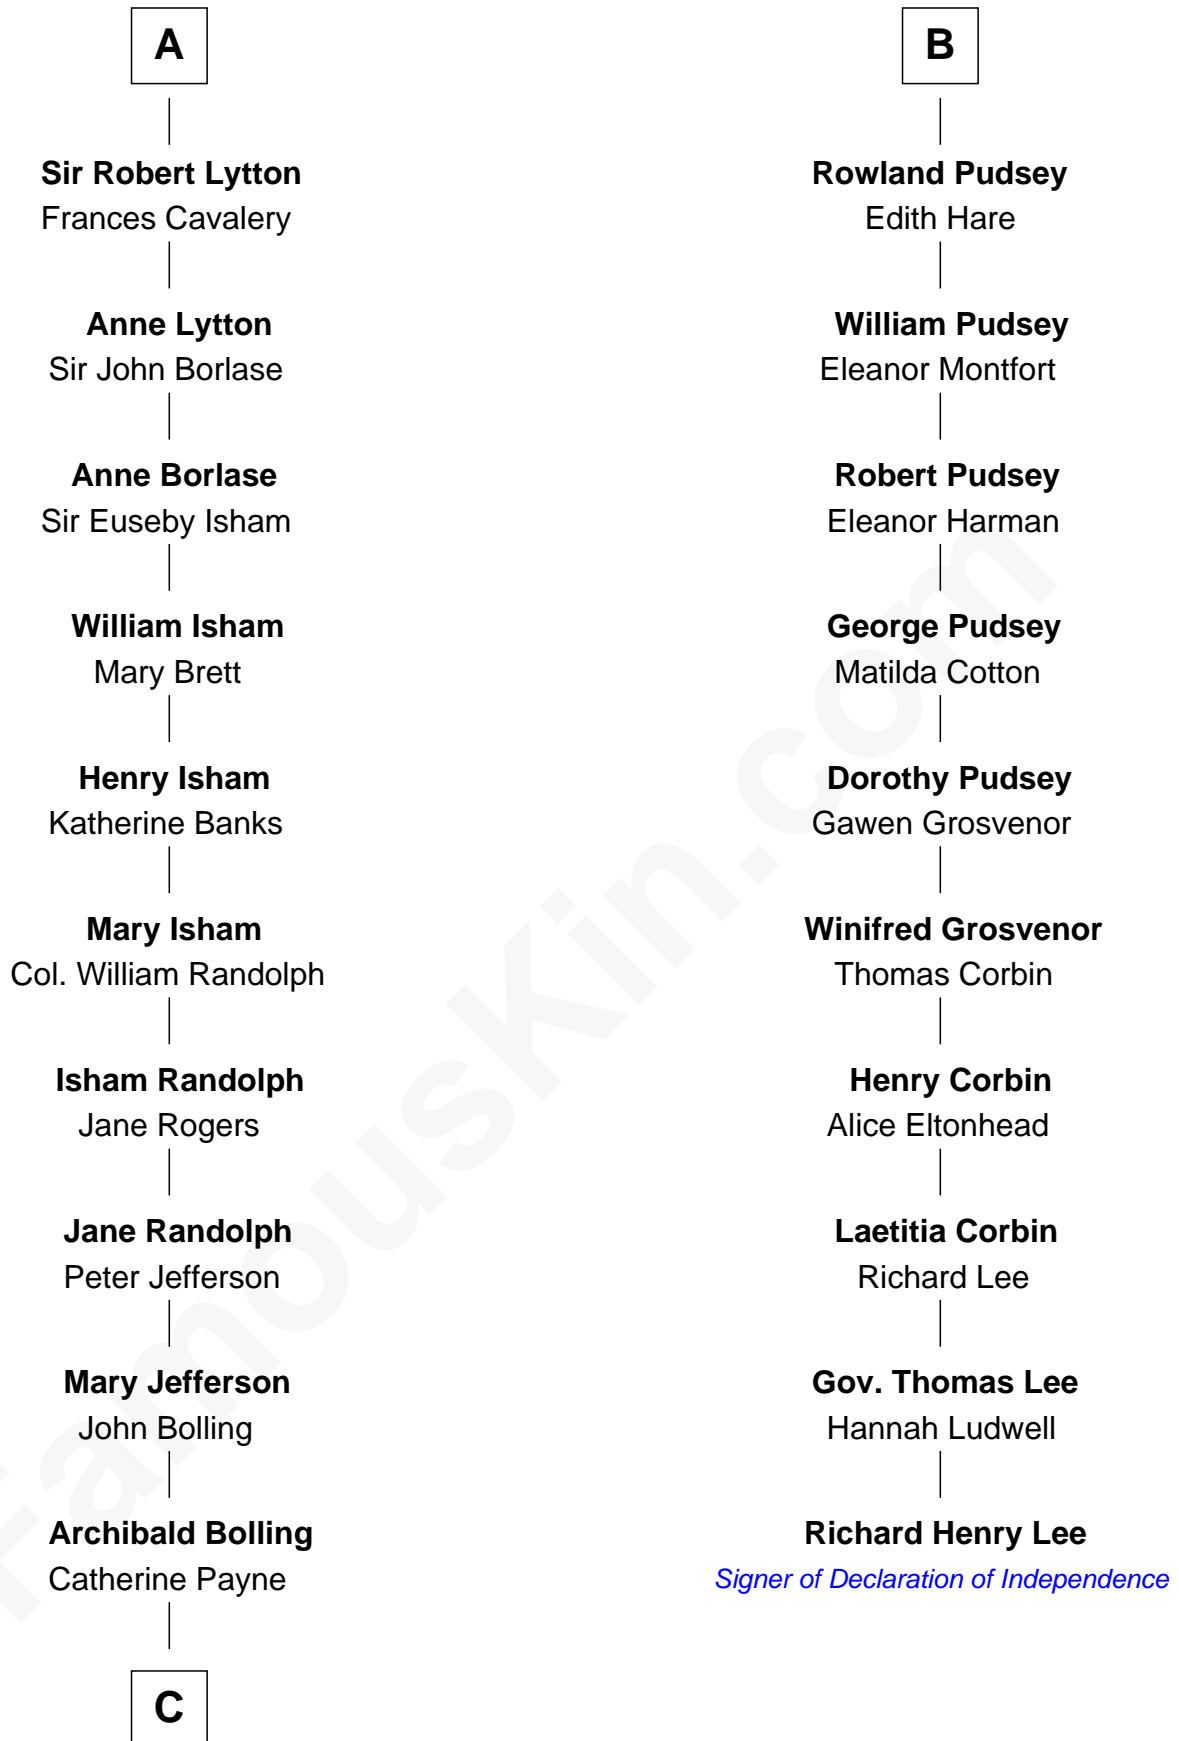 A
Sir Robert Lytton
Frances Cavalery
Anne Lytton
Sir John Borlase
Anne Borlase
Sir Euseby Isham
William Isham
Mary Brett
Henry Isham
Katherine Banks
Mary Isham
Col. William Randolph
Isham Randolph
Jane Rogers
Jane Randolph
Peter Jefferson
Mary Jefferson
John Bolling
Archibald Bolling
Catherine Payne
C
B
Rowland Pudsey
Edith Hare
William Pudsey
Eleanor Montfort
Robert Pudsey
Eleanor Harman
George Pudsey
Matilda Cotton
Dorothy Pudsey
Gawen Grosvenor
Winifred Grosvenor
Thomas Corbin
Henry Corbin
Alice Eltonhead
Laetitia Corbin
Richard Lee
Gov. Thomas Lee
Hannah Ludwell
Richard Henry Lee
Signer of Declaration of Independence
FamousKin.com